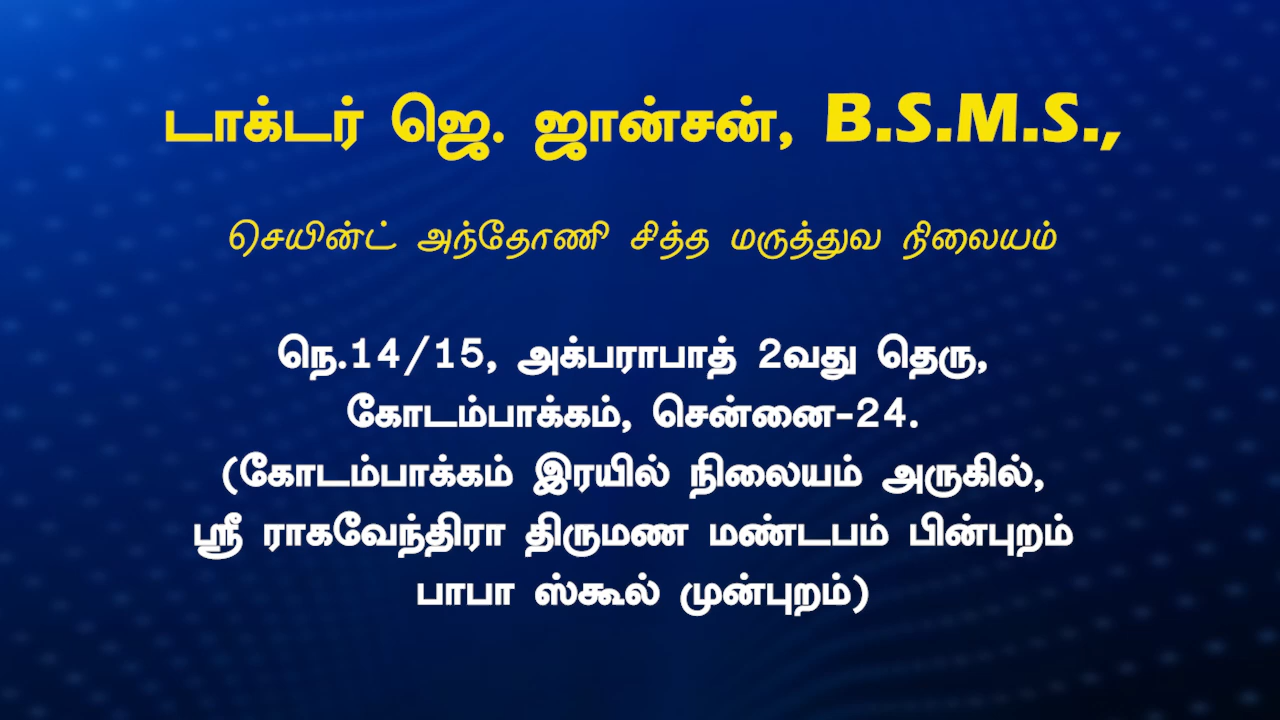 டாக்டர் ஜெ. ஜான்சன், B.S.M.S.,
செயின்ட் அந்தோணி சித்த மருத்துவ நிலையம்
நெ.14/15, அக்பராபாத் 2வது தெரு,
கோடம்பாக்கம், சென்னை-24.
(கோடம்பாக்கம் இரயில் நிலையம் அருகில்,
ஸ்ரீ ராகவேந்திரா திருமண மண்டபம் பின்புறம்
பாபா ஸ்கூல் முன்புறம்)